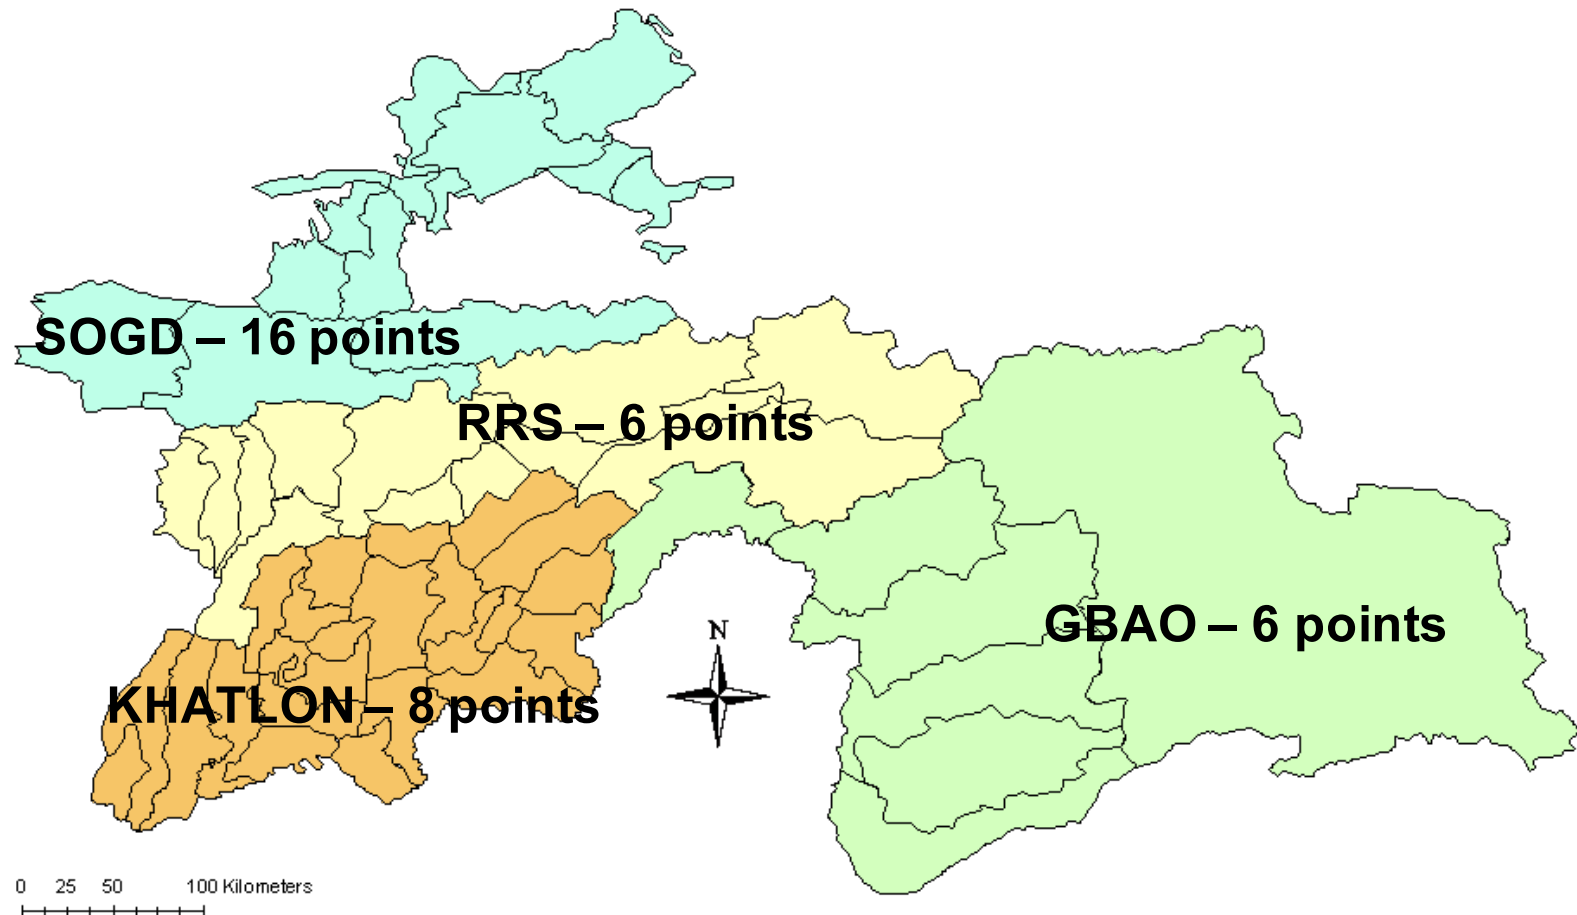 SOGD – 16 points
RRS – 6 points
GBAO – 6 points
N
KHATLON – 8 points
0 25 50 100 Kilometers